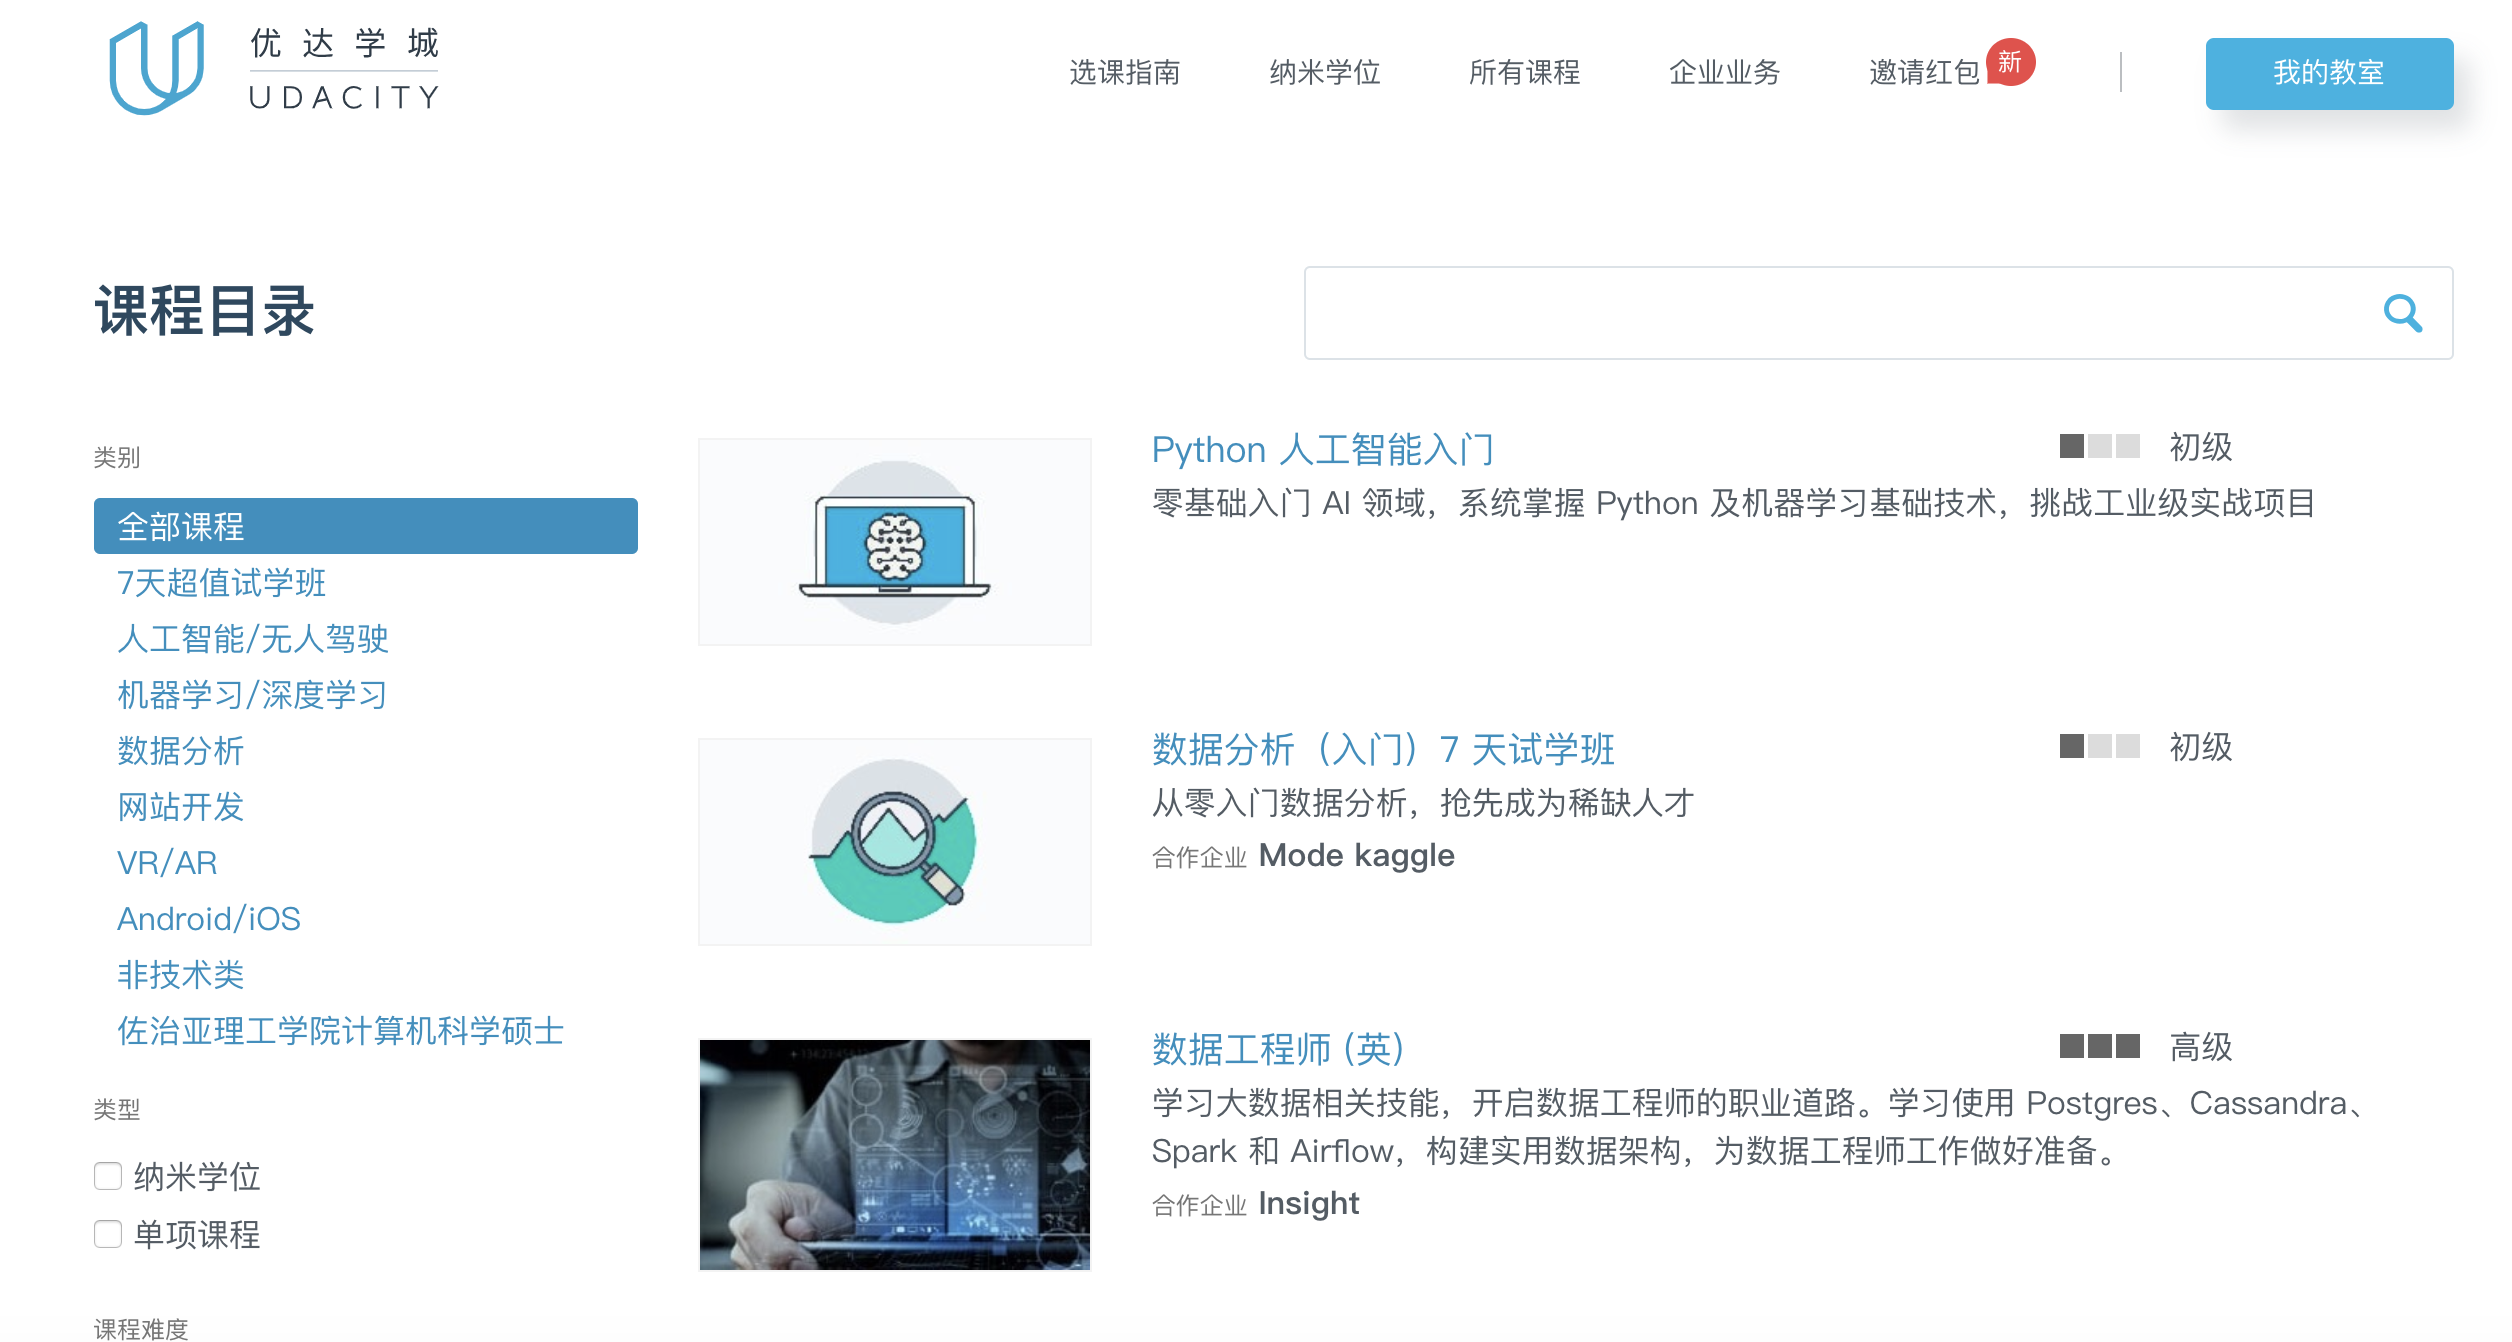 优达学城
UDACITY
选课指南 纳米学位 所有课程 企业业务 邀请红包 新 我的教室
课程目录
类别
全部课程
7天超值试学班
人工智能/无人驾驶
机器学习/深度学习
数据分析
网站开发
VR/AR
Android/iOS
非技术类
佐治亚理工学院计算机科学硕士
类型
纳米学位
单项课程
课程难度
Python 人工智能入门 初级
零基础入门 AI 领域，系统掌握 Python 及机器学习基础技术，挑战工业级实战项目
数据分析（入门）7 天试学班 初级
从零入门数据分析，抢先成为稀缺人才
合作企业 Mode kaggle
数据工程师 (英) 高级
学习大数据相关技能，开启数据工程师的职业道路。学习使用 Postgres、Cassandra、
Spark 和 Airflow，构建实用数据架构，为数据工程师工作做好准备。
合作企业 Insight